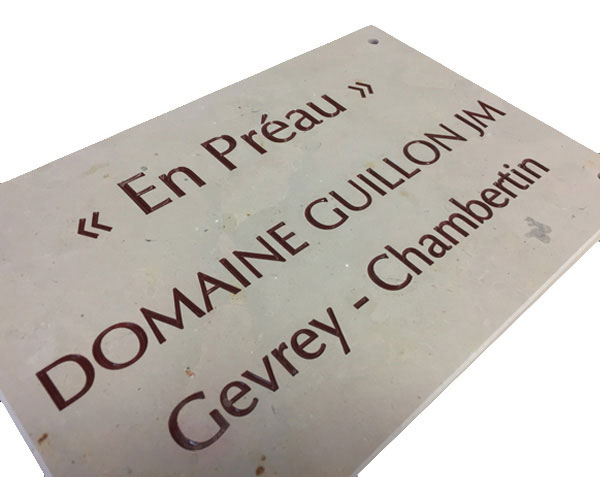 « En Préau »
DOMAINE GUILLON JM
Gevrey - Chambertin